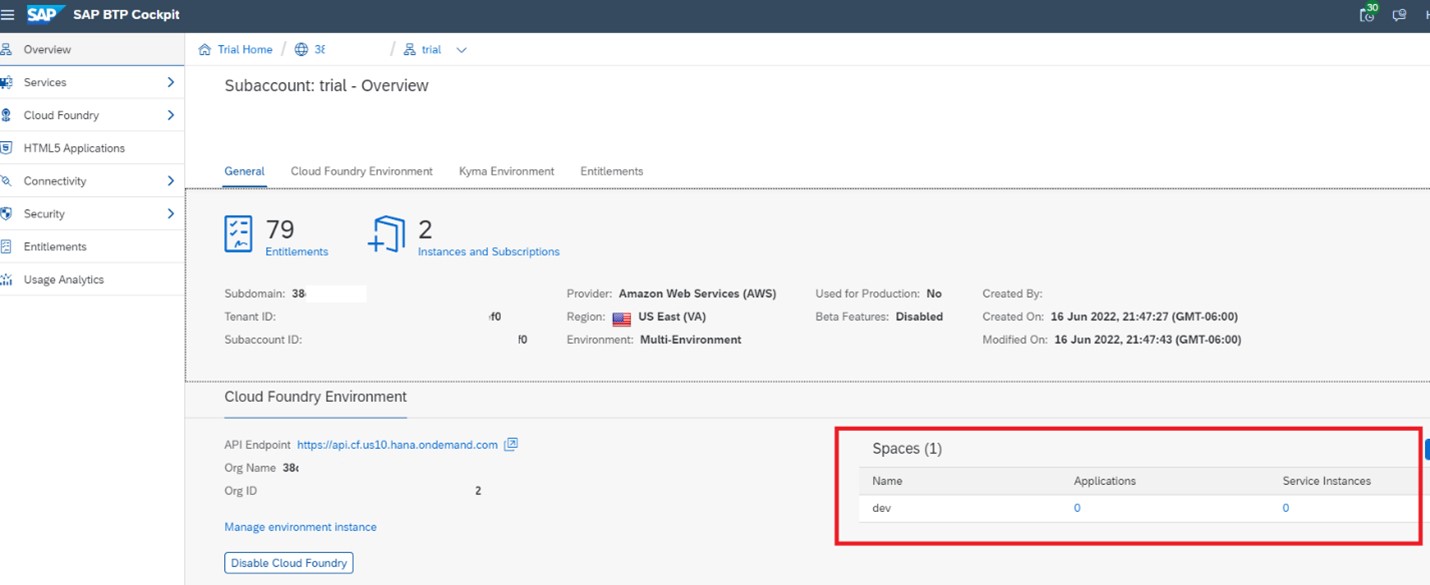 SAP SAP BTP Cockpit 30
Overview
Services
Cloud Foundry
HTML5 Applications
Connectivity
Security
Entitlements
Usage Analytics
Trial Home / 38 / trial
Subaccount: trial - Overview
General Cloud Foundry Environment Kyma Environment Entitlements
79 Entitlements
2 Instances and Subscriptions
Subdomain: 38
Tenant ID: f0
Subaccount ID: f0
Provider: Amazon Web Services (AWS)
Region: US East (VA)
Environment: Multi-Environment
Used for Production: No
Beta Features: Disabled
Created By:
Created On: 16 Jun 2022, 21:47:27 (GMT-06:00)
Modified On: 16 Jun 2022, 21:47:43 (GMT-06:00)
Cloud Foundry Environment
API Endpoint https://api.cf.us10.hana.ondemand.com
Org Name 38
Org ID 2
Manage environment instance
Disable Cloud Foundry
Spaces (1)
Name Applications Service Instances
dev 0 0